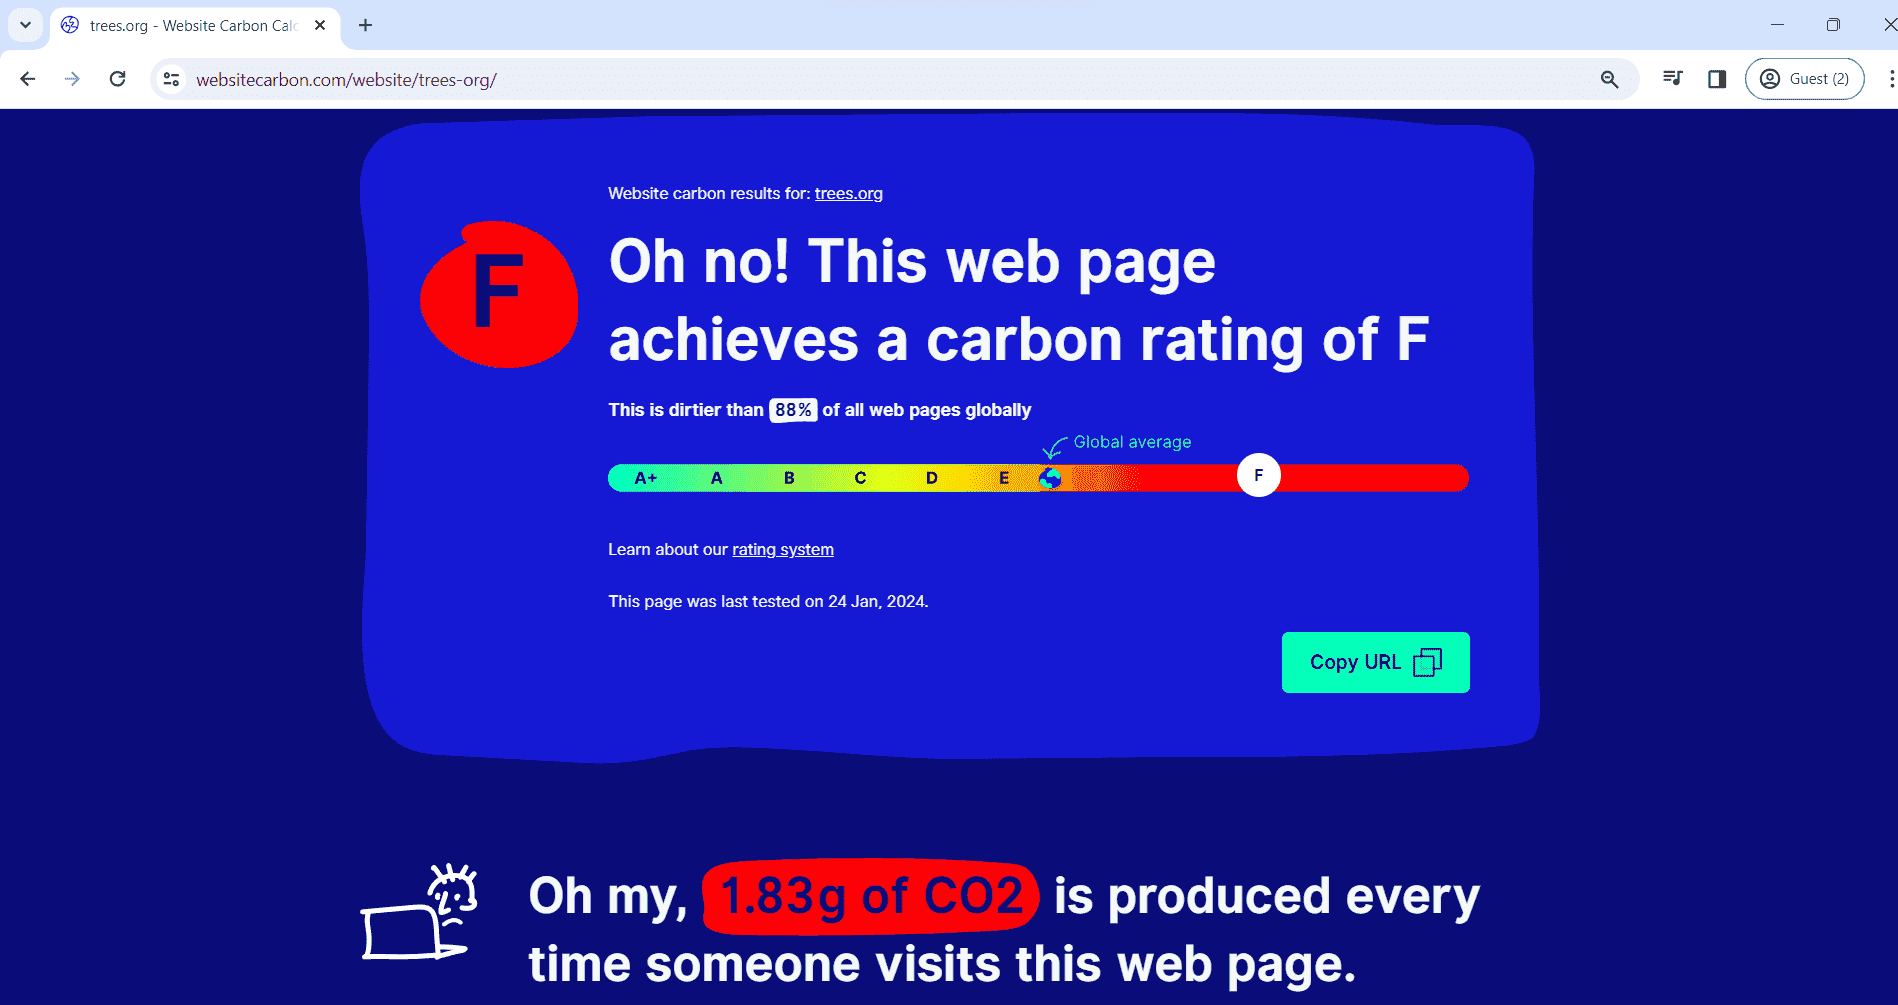 trees.org - Website Carbon Calc
websitecarbon.com/website/trees-org/
Guest (2)
Website carbon results for: trees.org
F
Oh no! This web page
achieves a carbon rating of F
This is dirtier than 88% of all web pages globally
Global average
A+ A B C D E F
Learn about our rating system
This page was last tested on 24 Jan, 2024.
Copy URL
Oh my, 1.83g of CO2 is produced every
time someone visits this web page.